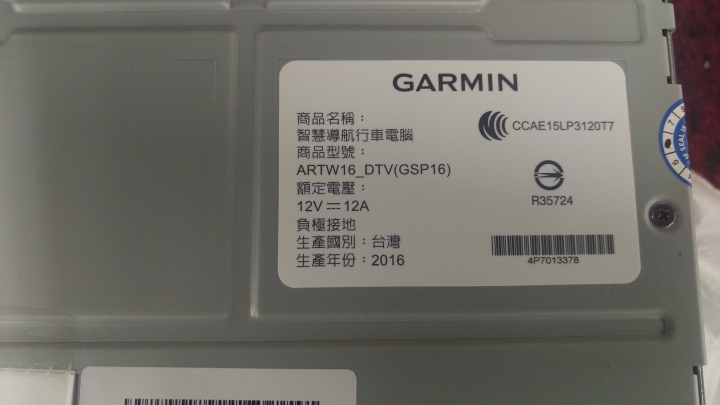 GARMIN
商品名稱：
智慧導航行車電腦
商品型號：
ARTW16_DTV(GSP16)
額定電壓：
12V ⎓ 12A
負極接地
生產國別：台灣
生產年份：2016
CCAE15LP3120T7
R35724
4P7013378